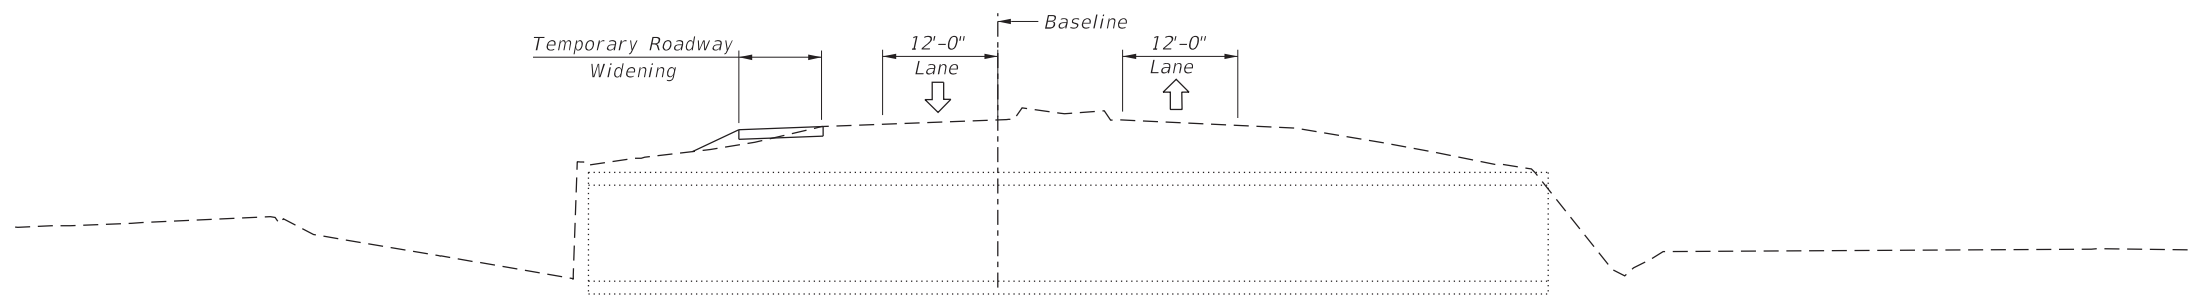 Baseline
Temporary Roadway
Widening
12'-0"
Lane
12'-0"
Lane